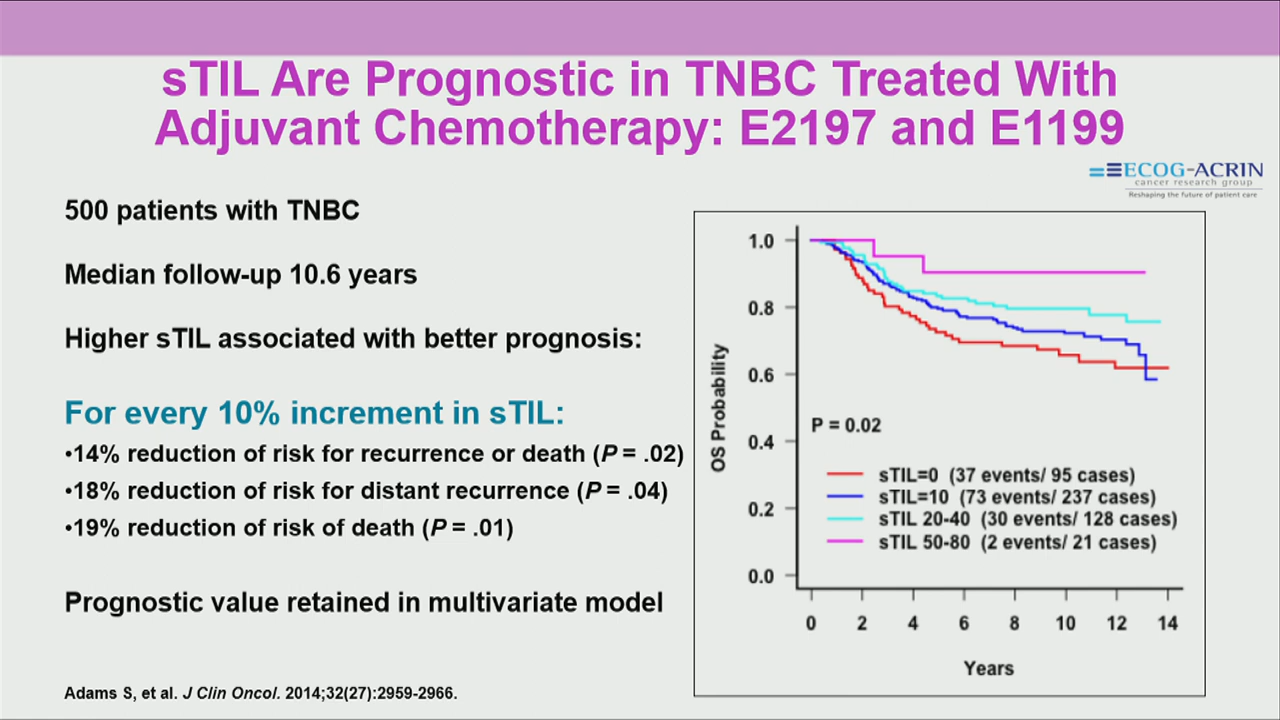 sTIL Are Prognostic in TNBC Treated With
Adjuvant Chemotherapy: E2197 and E1199
ECOG-ACRIN
cancer research group
Reshaping the future of patient care
500 patients with TNBC
Median follow-up 10.6 years
Higher sTIL associated with better prognosis:
For every 10% increment in sTIL:
•14% reduction of risk for recurrence or death (P = .02)
•18% reduction of risk for distant recurrence (P = .04)
•19% reduction of risk of death (P = .01)
Prognostic value retained in multivariate model
Adams S, et al. J Clin Oncol. 2014;32(27):2959-2966.
OS Probability
1.0
0.8
0.6
0.4
0.2
0.0
P = 0.02
sTIL=0 (37 events/ 95 cases)
sTIL=10 (73 events/ 237 cases)
sTIL 20-40 (30 events/ 128 cases)
sTIL 50-80 (2 events/ 21 cases)
0 2 4 6 8 10 12 14
Years